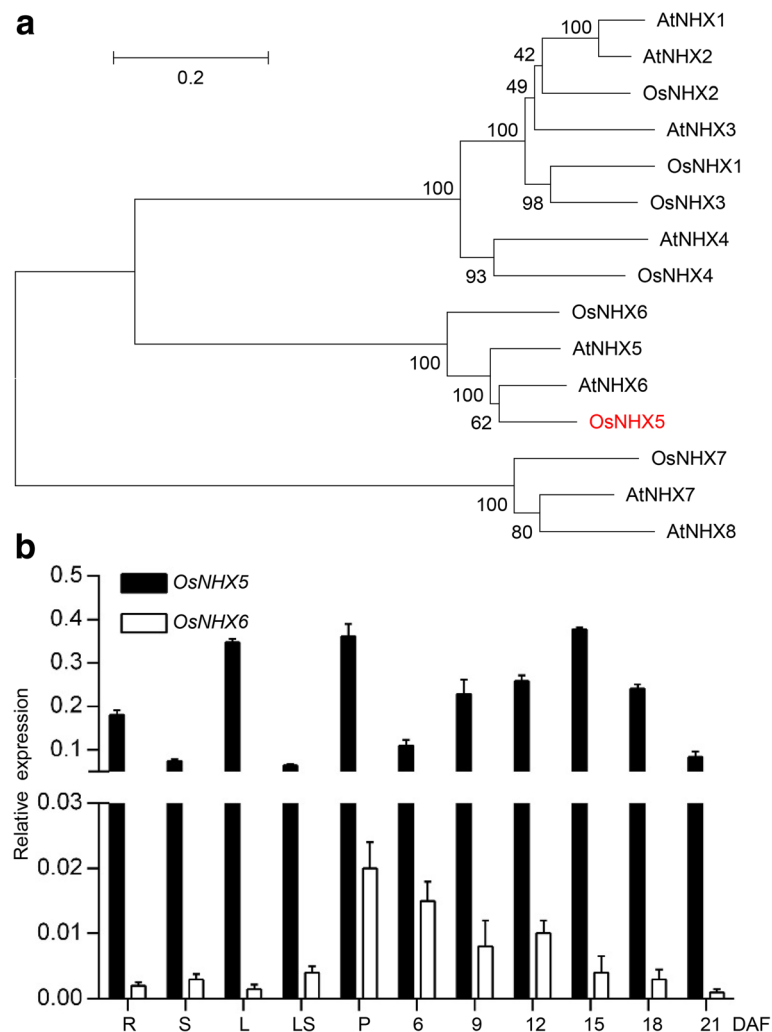 a
0.2
100
AtNHX1
AtNHX2
42
OsNHX2
49
AtNHX3
100
OsNHX1
98
OsNHX3
100
AtNHX4
93
OsNHX4
OsNHX6
100
AtNHX5
100
AtNHX6
62
OsNHX5
OsNHX7
100
AtNHX7
80
AtNHX8
b
Relative expression
0.5
0.4
0.3
0.2
0.1
0.03
0.02
0.01
0.00
OsNHX5
OsNHX6
R S L LS P 6 9 12 15 18 21 DAF